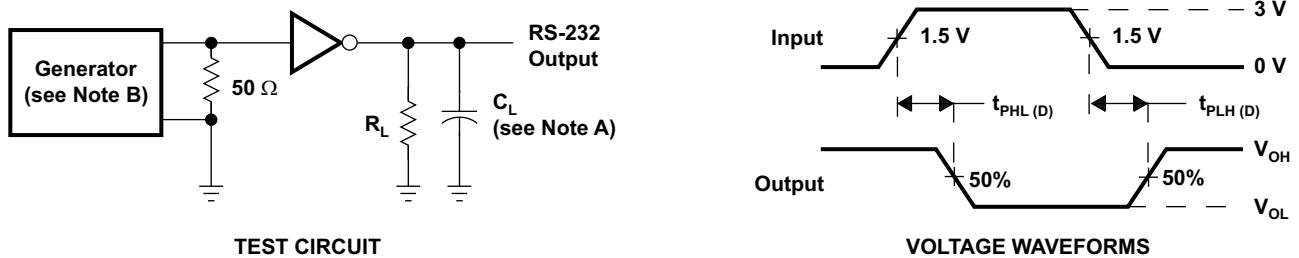 Generator
(see Note B)
50 Ω
RS-232
Output
R_L
C_L
(see Note A)
TEST CIRCUIT
Input
1.5 V
1.5 V
3 V
0 V
t_PHL (D)
t_PLH (D)
Output
50%
50%
V_OH
V_OL
VOLTAGE WAVEFORMS